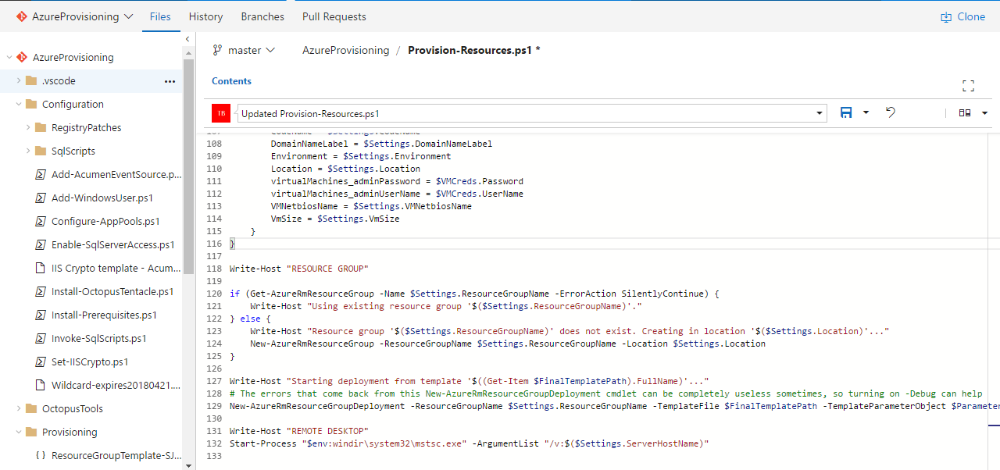 AzureProvisioning
Files
History
Branches
Pull Requests
Clone
AzureProvisioning
.vscode
Configuration
RegistryPatches
SqlScripts
Add-AcumenEventSource.p...
Add-WindowsUser.ps1
Configure-AppPools.ps1
Enable-SqlServerAccess.ps1
IIS Crypto template - Acum...
Install-OctopusTentacle.ps1
Install-Prerequisites.ps1
Invoke-SqlScripts.ps1
Set-IISCrypto.ps1
Wildcard-expires20180421....
OctopusTools
Provisioning
{ } ResourceGroupTemplate-SJ...
master
AzureProvisioning / Provision-Resources.ps1 *
Contents
TB
Updated Provision-Resources.ps1
107 CodeName = $Settings.CodeName
108 DomainNameLabel = $Settings.DomainNameLabel
109 Environment = $Settings.Environment
110 Location = $Settings.Location
111 virtualMachines_adminPassword = $VMCreds.Password
112 virtualMachines_adminUserName = $VMCreds.UserName
113 VMNetbiosName = $Settings.VMNetbiosName
114 VmSize = $Settings.VmSize
115 }
116 }
117
118 Write-Host "RESOURCE GROUP"
119
120 if (Get-AzureRmResourceGroup -Name $Settings.ResourceGroupName -ErrorAction SilentlyContinue) {
121 Write-Host "Using existing resource group '$($Settings.ResourceGroupName)'."
122 } else {
123 Write-Host "Resource group '$($Settings.ResourceGroupName)' does not exist. Creating in location '$($Settings.Location)'..."
124 New-AzureRmResourceGroup -ResourceGroupName $Settings.ResourceGroupName -Location $Settings.Location
125 }
126
127 Write-Host "Starting deployment from template '$((Get-Item $FinalTemplatePath).FullName)'..."
128 # The errors that come back from this New-AzureRmResourceGroupDeployment cmdlet can be completely useless sometimes, so turning on -Debug can help
129 New-AzureRmResourceGroupDeployment -ResourceGroupName $Settings.ResourceGroupName -TemplateFile $FinalTemplatePath -TemplateParameterObject $Parameter
130
131 Write-Host "REMOTE DESKTOP"
132 Start-Process "$env:windir\system32\mstsc.exe" -ArgumentList "/v:$($Settings.ServerHostName)"
133